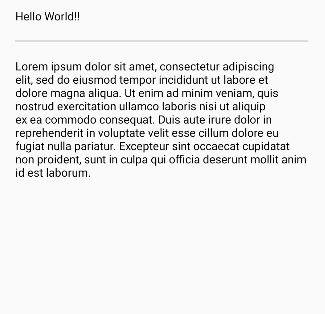 Hello World!!
Lorem ipsum dolor sit amet, consectetur adipiscing
elit, sed do eiusmod tempor incididunt ut labore et
dolore magna aliqua. Ut enim ad minim veniam, quis
nostrud exercitation ullamco laboris nisi ut aliquip
ex ea commodo consequat. Duis aute irure dolor in
reprehenderit in voluptate velit esse cillum dolore eu
fugiat nulla pariatur. Excepteur sint occaecat cupidatat
non proident, sunt in culpa qui officia deserunt mollit anim
id est laborum.